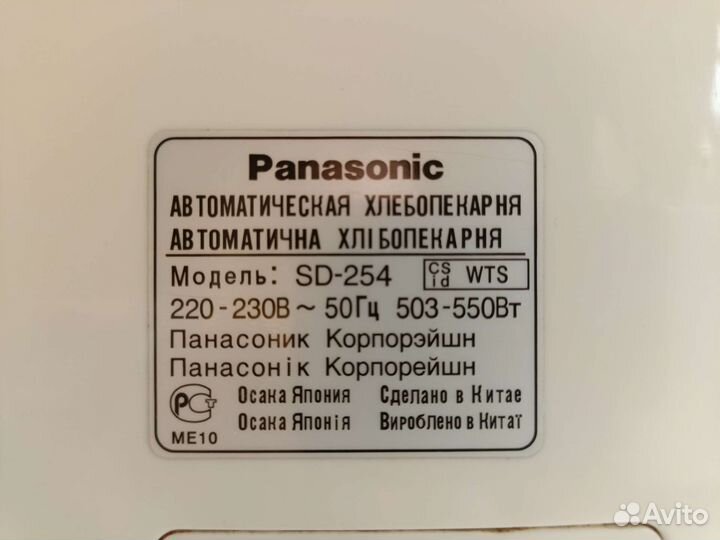 Panasonic
АВТОМАТИЧЕСКАЯ ХЛЕБОПЕКАРНЯ
АВТОМАТИЧНА ХЛІБОПЕКАРНЯ
Модель: SD-254 CS id WTS
220-230В ~ 50Гц 503-550Вт
Панасоник Корпорэйшн
Панасонік Корпорейшн
Осака Япония Сделано в Китае
Осака Японія Вироблено в Китаї
РСТ
ME10
Avito